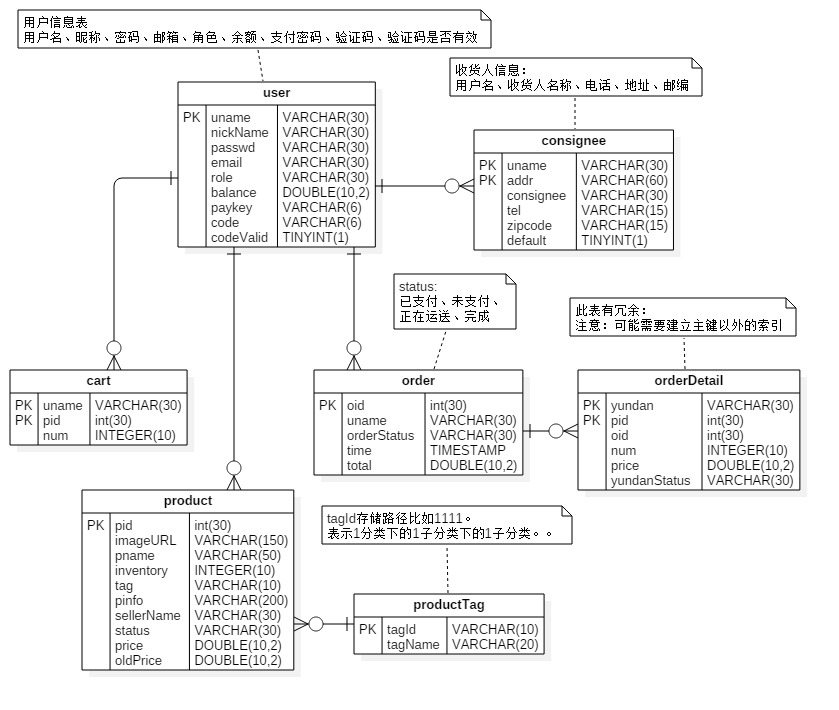 用户信息表
用户名、昵称、密码、邮箱、角色、余额、支付密码、验证码、验证码是否有效
收货人信息：
用户名、收货人名称、电话、地址、邮编
user
PK uname VARCHAR(30)
nickName VARCHAR(30)
passwd VARCHAR(30)
email VARCHAR(30)
role VARCHAR(30)
balance DOUBLE(10,2)
paykey VARCHAR(6)
code VARCHAR(6)
codeValid TINYINT(1)
consignee
PK uname VARCHAR(30)
PK addr VARCHAR(60)
consignee VARCHAR(30)
tel VARCHAR(15)
zipcode VARCHAR(15)
default TINYINT(1)
status:
已支付、未支付、
正在运送、完成
此表有冗余：
注意：可能需要建立主键以外的索引
cart
PK uname VARCHAR(30)
PK pid int(30)
num INTEGER(10)
order
PK oid int(30)
uname VARCHAR(30)
orderStatus VARCHAR(30)
time TIMESTAMP
total DOUBLE(10,2)
orderDetail
PK yundan VARCHAR(30)
PK pid int(30)
oid int(30)
num INTEGER(10)
price DOUBLE(10,2)
yundanStatus VARCHAR(30)
product
PK pid int(30)
imageURL VARCHAR(150)
pname VARCHAR(50)
inventory INTEGER(10)
tag VARCHAR(10)
pinfo VARCHAR(200)
sellerName VARCHAR(30)
status VARCHAR(30)
price DOUBLE(10,2)
oldPrice DOUBLE(10,2)
tagId存储路径比如1111。
表示1分类下的1子分类下的1子分类。。
productTag
PK tagId VARCHAR(10)
tagName VARCHAR(20)